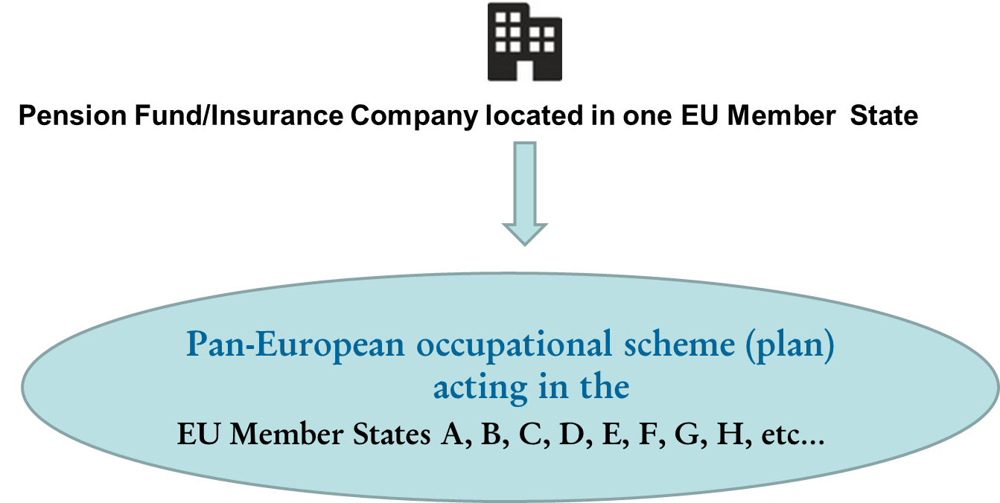 Pension Fund/Insurance Company located in one EU Member State
Pan-European occupational scheme (plan)
acting in the
EU Member States A, B, C, D, E, F, G, H, etc...